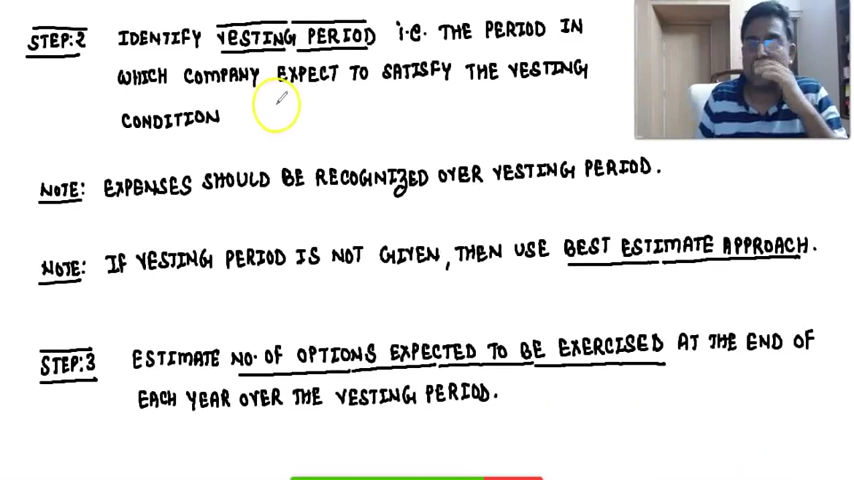 STEP:2 IDENTIFY VESTING PERIOD i.e. THE PERIOD IN
WHICH COMPANY EXPECT TO SATISFY THE VESTING
CONDITION
NOTE: EXPENSES SHOULD BE RECOGNIZED OVER VESTING PERIOD.
NOTE: IF VESTING PERIOD IS NOT GIVEN, THEN USE BEST ESTIMATE APPROACH.
STEP:3 ESTIMATE NO. OF OPTIONS EXPECTED TO BE EXERCISED AT THE END OF
EACH YEAR OVER THE VESTING PERIOD.